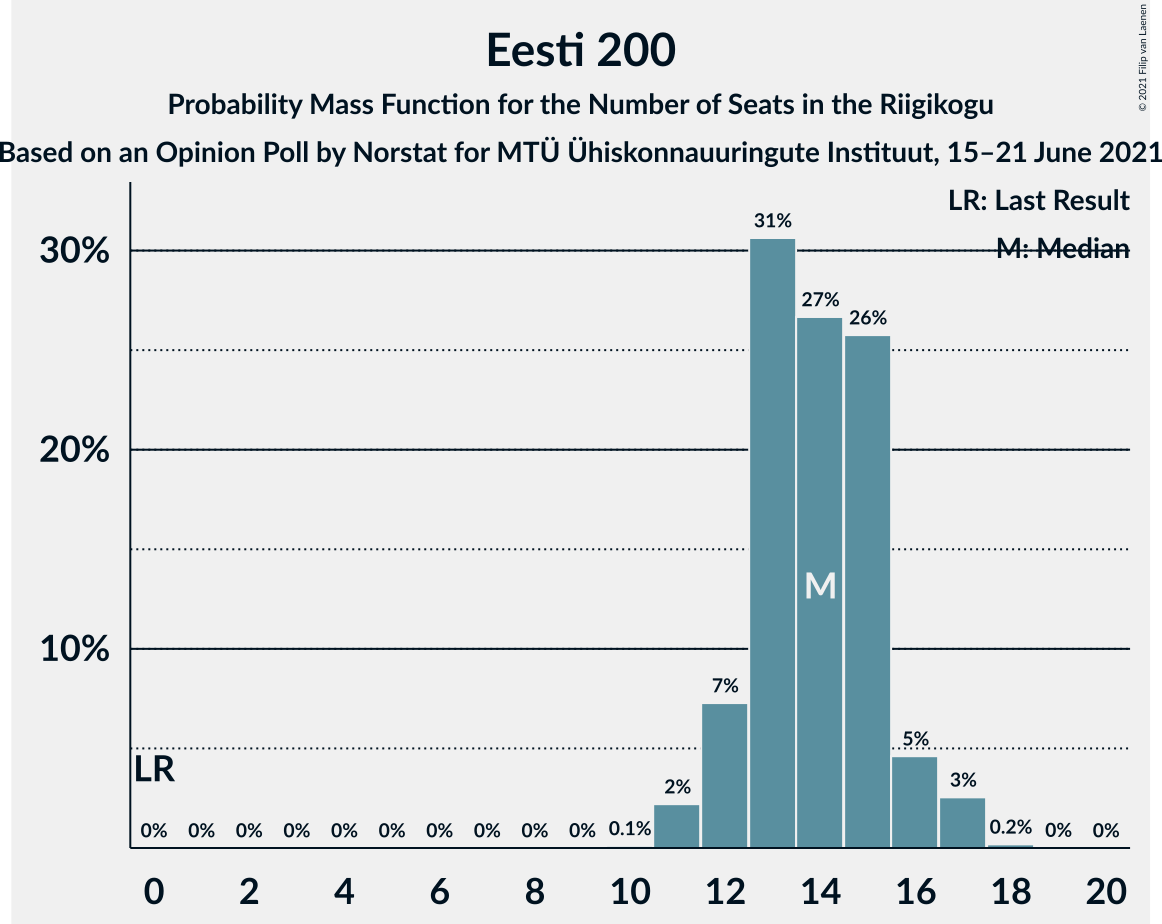 Eesti 200
Probability Mass Function for the Number of Seats in the Riigikogu
Based on an Opinion Poll by Norstat for MTÜ Ühiskonnauuringute Instituut, 15–21 June 2021
© 2021 Filip van Laenen
LR: Last Result
M: Median
30%
20%
10%
31%
27%
26%
M
7%
5%
LR
2%
3%
0% 0% 0% 0% 0% 0% 0% 0% 0% 0% 0.1% 0.2% 0% 0%
0 2 4 6 8 10 12 14 16 18 20